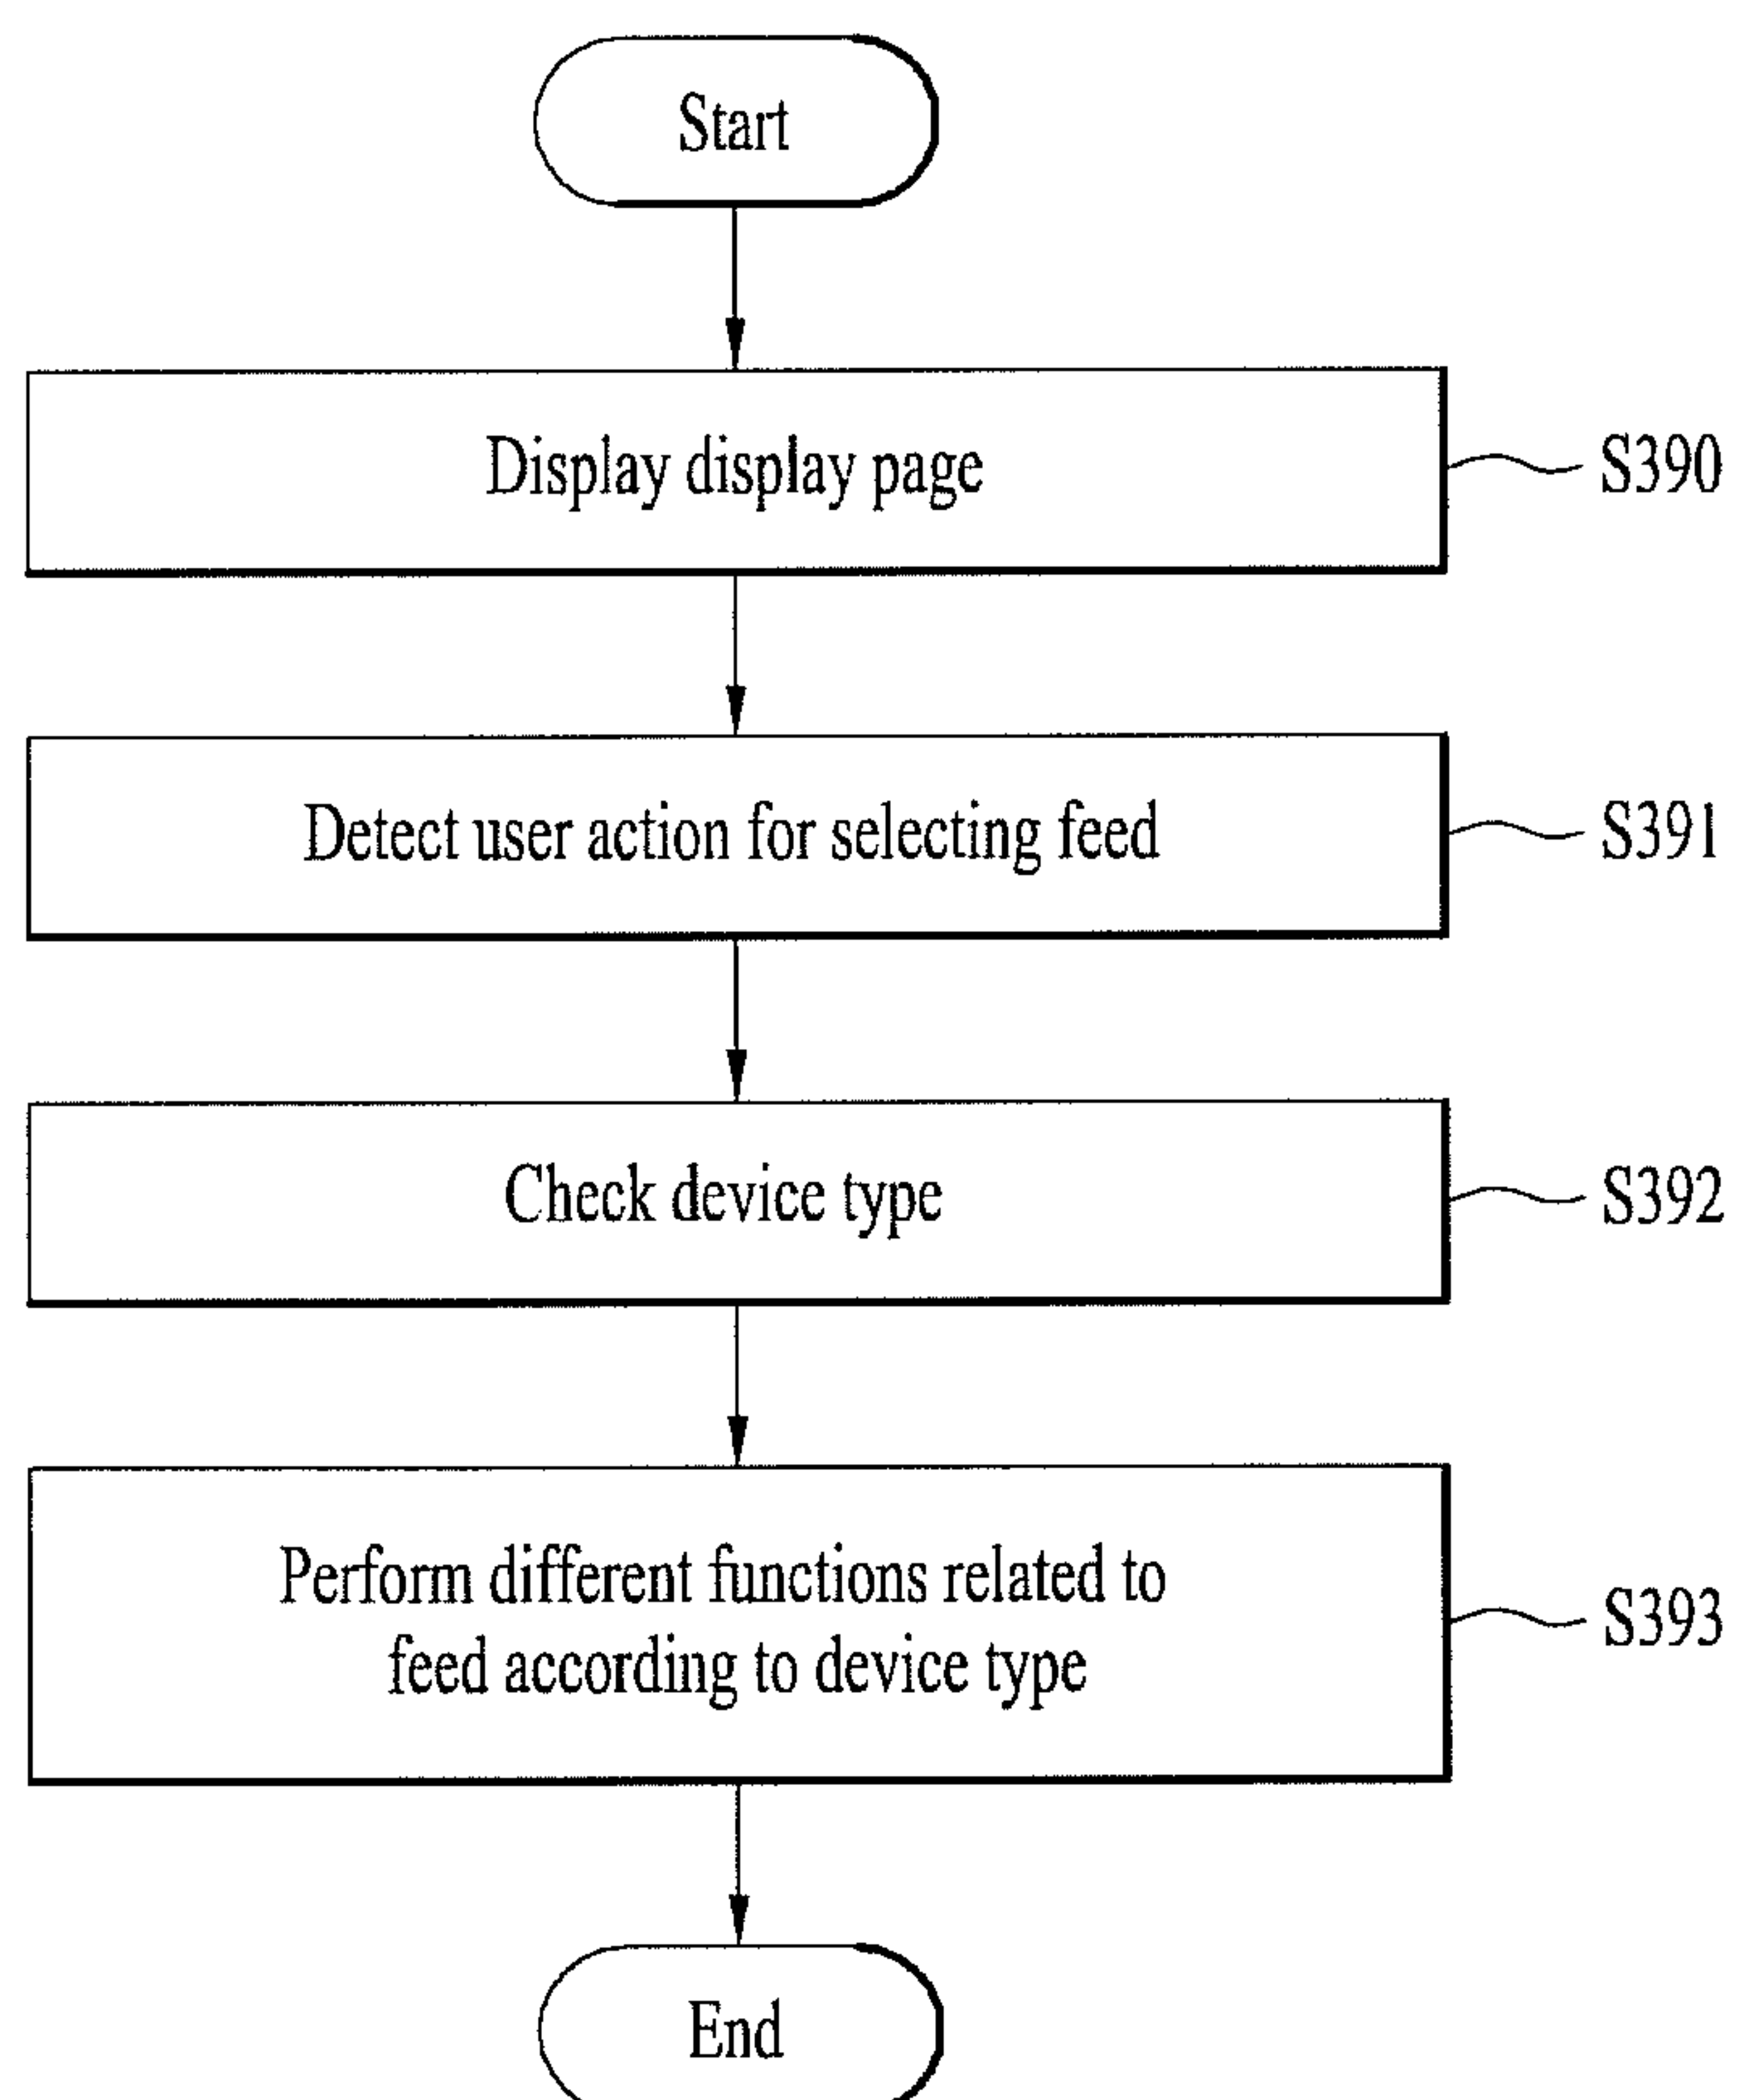 Start
Display display page
S390
Detect user action for selecting feed
S391
Check device type
S392
Perform different functions related to
feed according to device type
S393
End